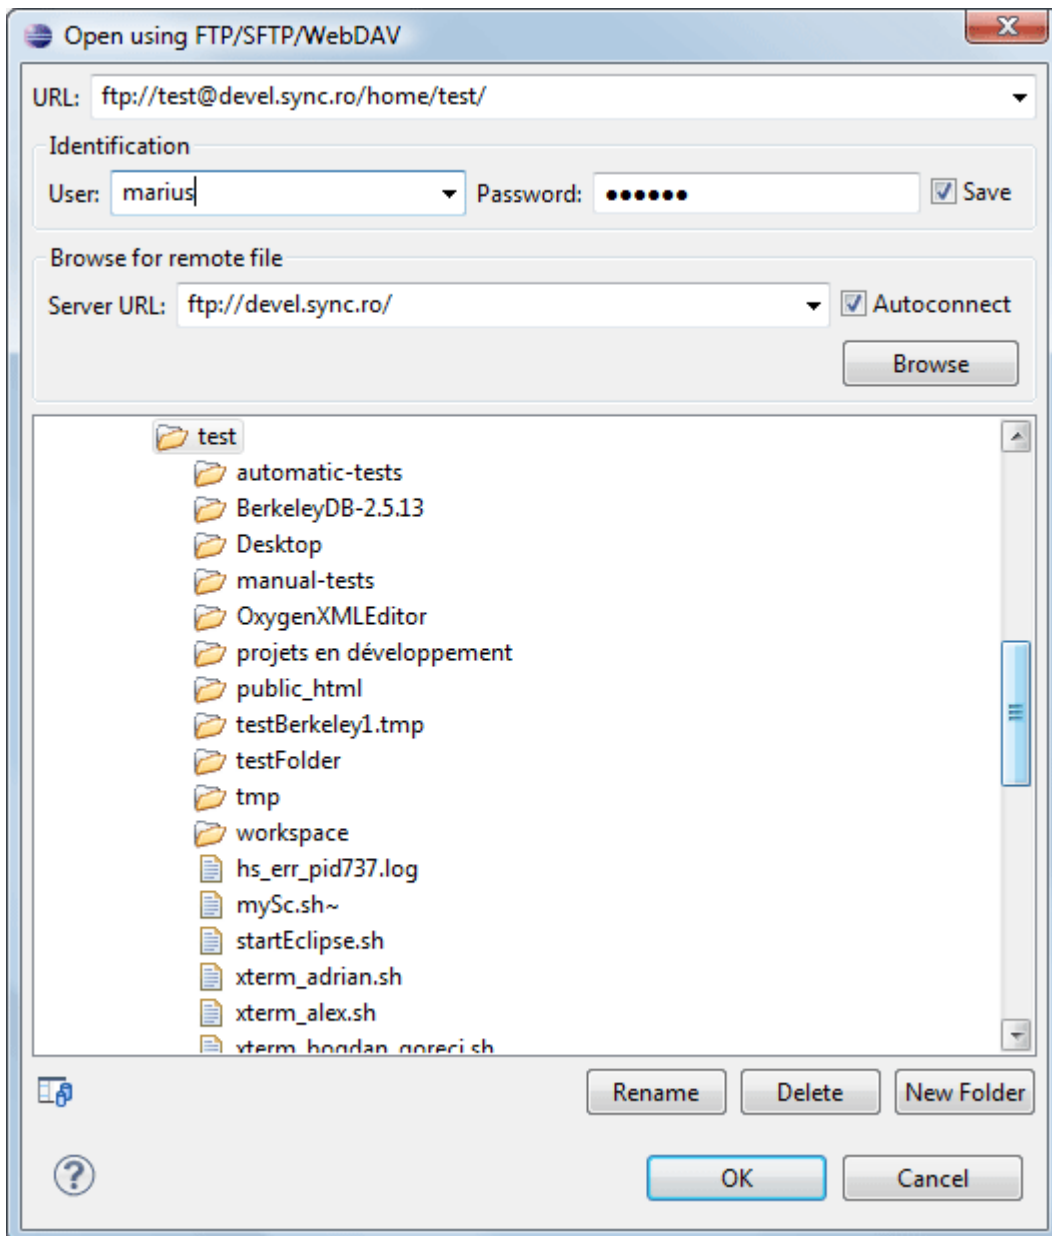 Open using FTP/SFTP/WebDAV
URL: ftp://test@devel.sync.ro/home/test/
Identification
User: marius Password: ●●●●●● Save
Browse for remote file
Server URL: ftp://devel.sync.ro/ Autoconnect
Browse
test
automatic-tests
BerkeleyDB-2.5.13
Desktop
manual-tests
OxygenXMLEditor
projets en développement
public_html
testBerkeley1.tmp
testFolder
tmp
workspace
hs_err_pid737.log
mySc.sh~
startEclipse.sh
xterm_adrian.sh
xterm_alex.sh
xterm_bogdan_goreci.sh
Rename Delete New Folder
? OK Cancel